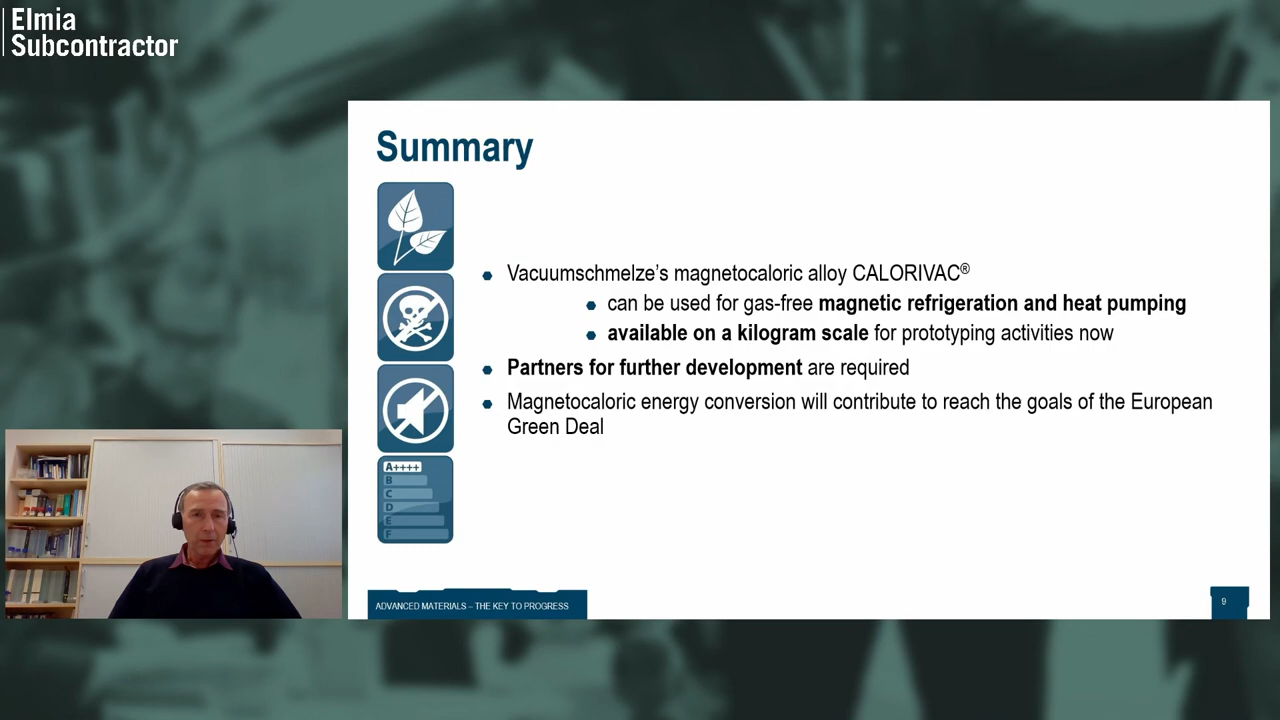 Elmia
Subcontractor
Summary
Vacuumschmelze's magnetocaloric alloy CALORIVAC®
can be used for gas-free magnetic refrigeration and heat pumping
available on a kilogram scale for prototyping activities now
Partners for further development are required
Magnetocaloric energy conversion will contribute to reach the goals of the European
Green Deal
A++++
B
C
D
E
F
ADVANCED MATERIALS – THE KEY TO PROGRESS
9